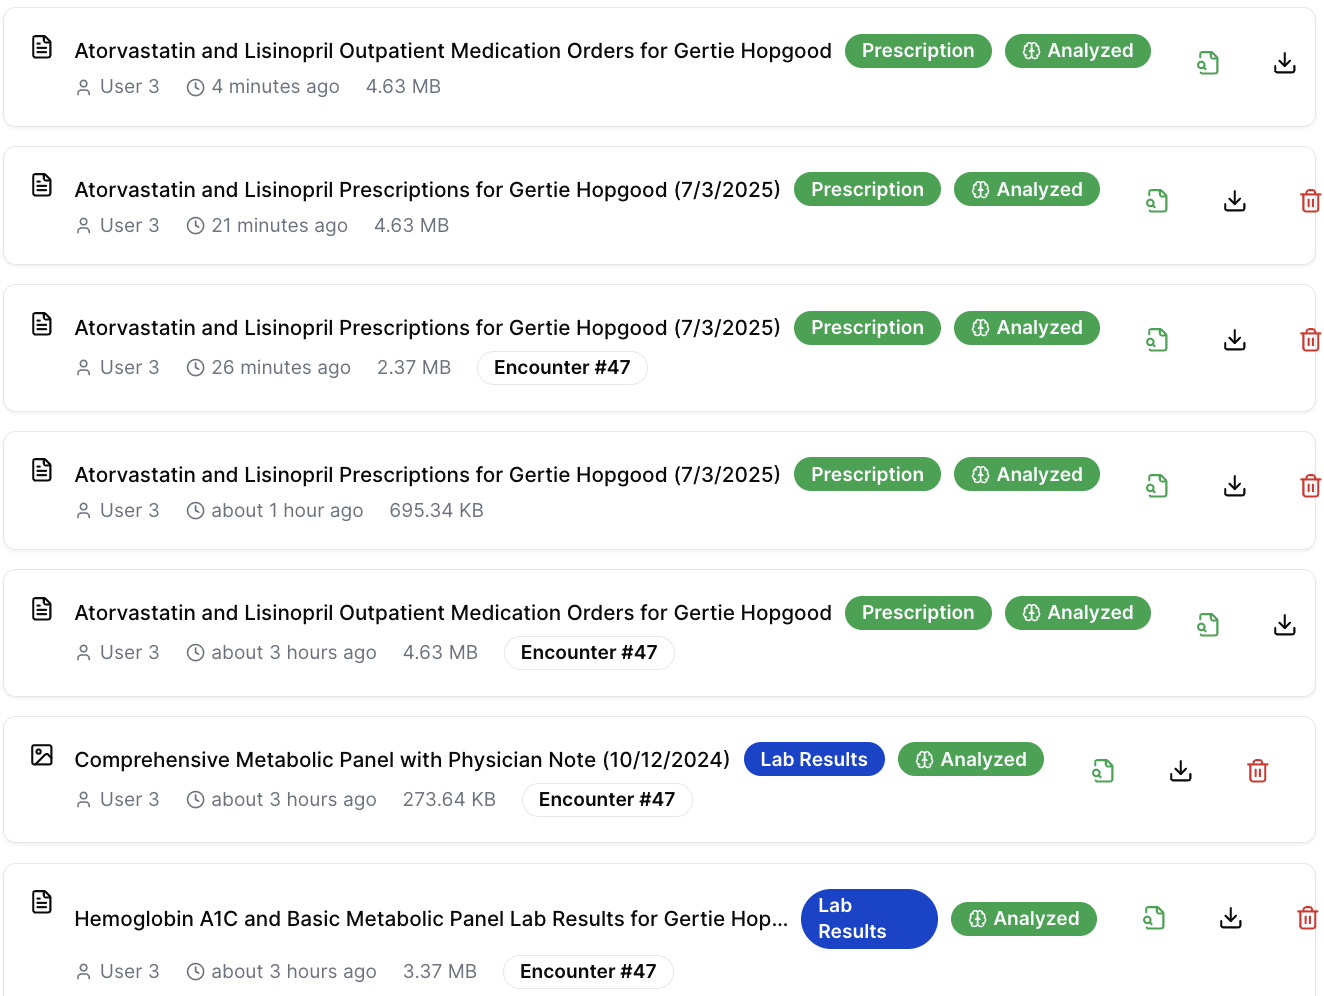 Atorvastatin and Lisinopril Outpatient Medication Orders for Gertie Hopgood Prescription Analyzed
User 3 4 minutes ago 4.63 MB
Atorvastatin and Lisinopril Prescriptions for Gertie Hopgood (7/3/2025) Prescription Analyzed
User 3 21 minutes ago 4.63 MB
Atorvastatin and Lisinopril Prescriptions for Gertie Hopgood (7/3/2025) Prescription Analyzed
User 3 26 minutes ago 2.37 MB Encounter #47
Atorvastatin and Lisinopril Prescriptions for Gertie Hopgood (7/3/2025) Prescription Analyzed
User 3 about 1 hour ago 695.34 KB
Atorvastatin and Lisinopril Outpatient Medication Orders for Gertie Hopgood Prescription Analyzed
User 3 about 3 hours ago 4.63 MB Encounter #47
Comprehensive Metabolic Panel with Physician Note (10/12/2024) Lab Results Analyzed
User 3 about 3 hours ago 273.64 KB Encounter #47
Hemoglobin A1C and Basic Metabolic Panel Lab Results for Gertie Hop... Lab Results Analyzed
User 3 about 3 hours ago 3.37 MB Encounter #47